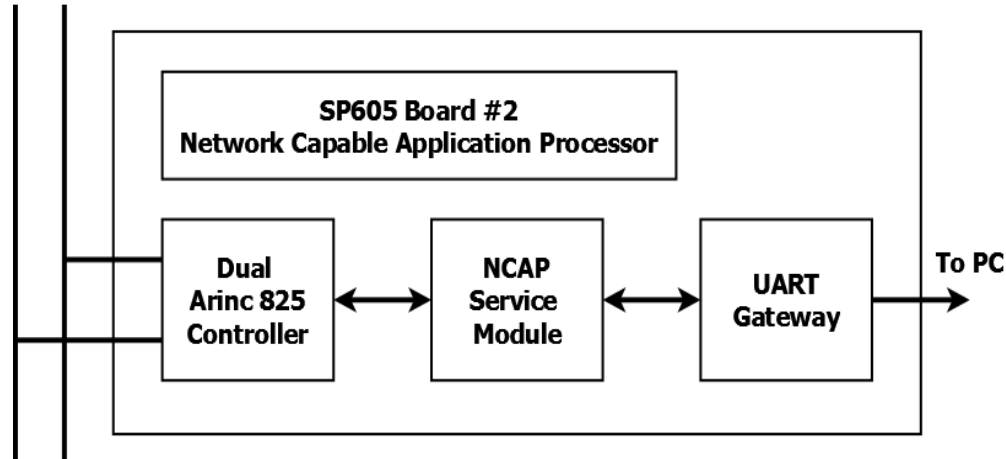 SP605 Board #2
Network Capable Application Processor
Dual
Arinc 825
Controller
NCAP
Service
Module
UART
Gateway
To PC